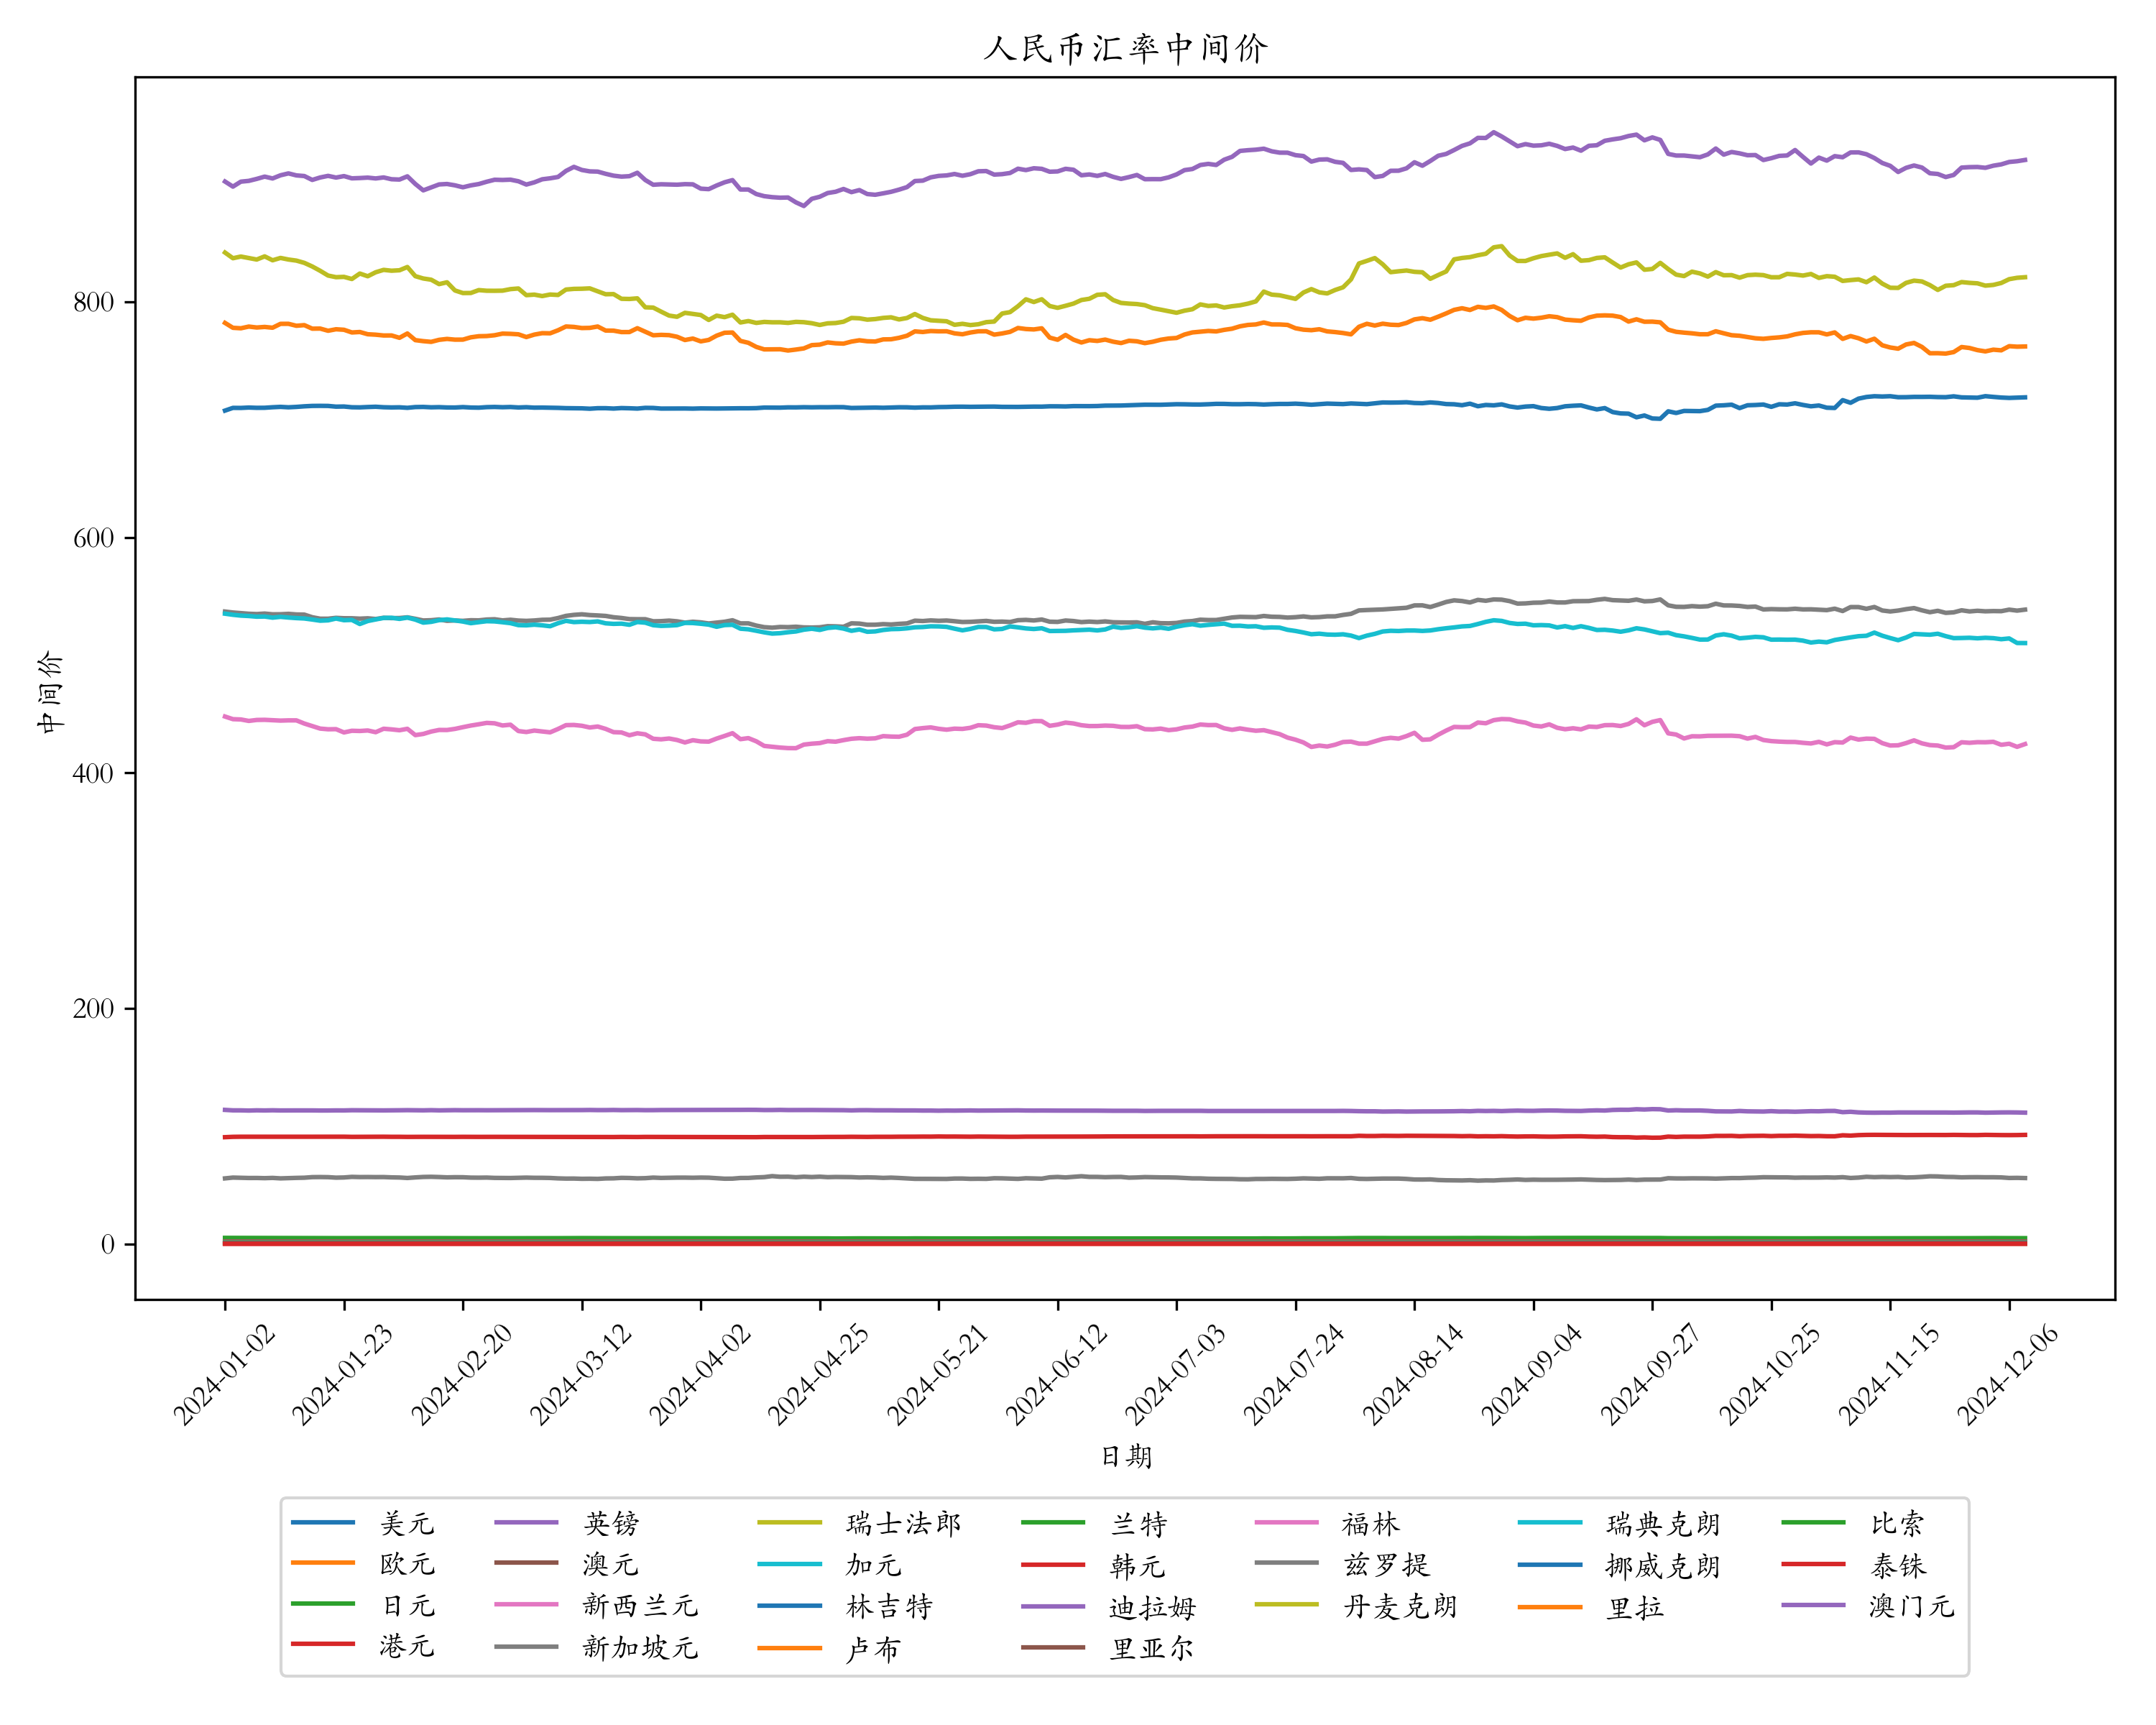 人民币汇率中间价
中间价
800
600
400
200
0
2024-01-02
2024-01-23
2024-02-20
2024-03-12
2024-04-02
2024-04-25
2024-05-21
2024-06-12
2024-07-03
2024-07-24
2024-08-14
2024-09-04
2024-09-27
2024-10-25
2024-11-15
2024-12-06
日期
美元
欧元
日元
港元
英镑
澳元
新西兰元
新加坡元
瑞士法郎
加元
林吉特
卢布
兰特
韩元
迪拉姆
里亚尔
福林
兹罗提
丹麦克朗
瑞典克朗
挪威克朗
里拉
比索
泰铢
澳门元